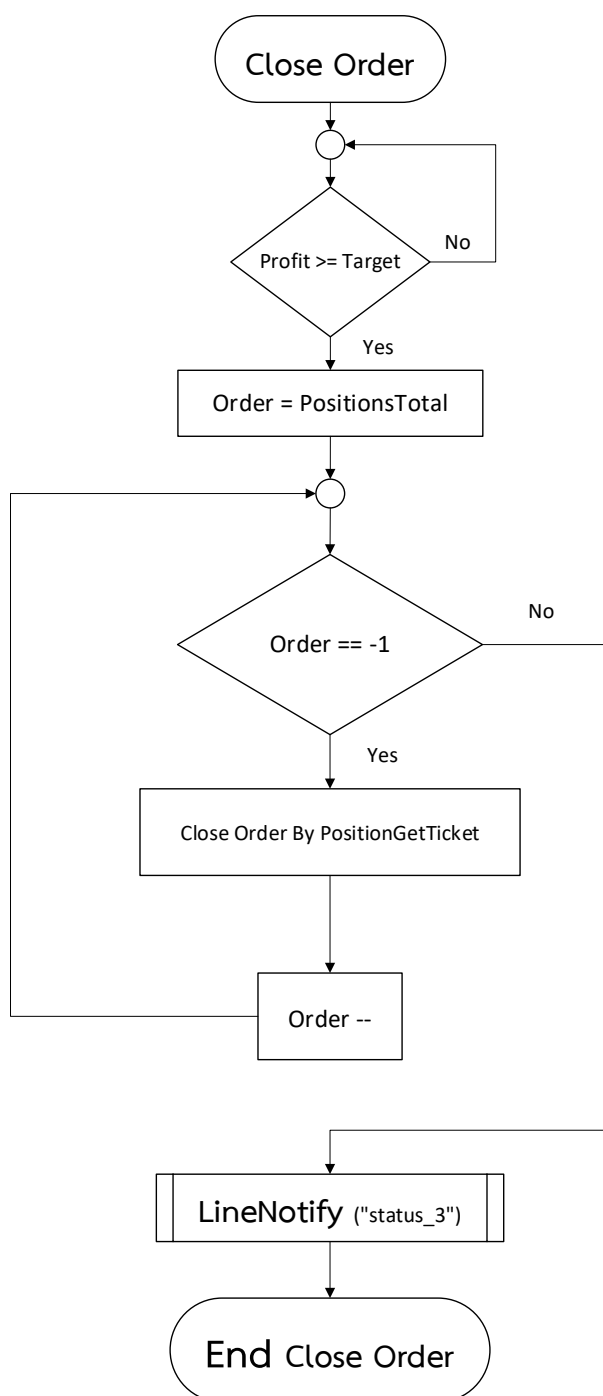 Close Order
Profit >= Target
No
Yes
Order = PositionsTotal
Order == -1
No
Yes
Close Order By PositionGetTicket
Order --
LineNotify ("status_3")
End Close Order